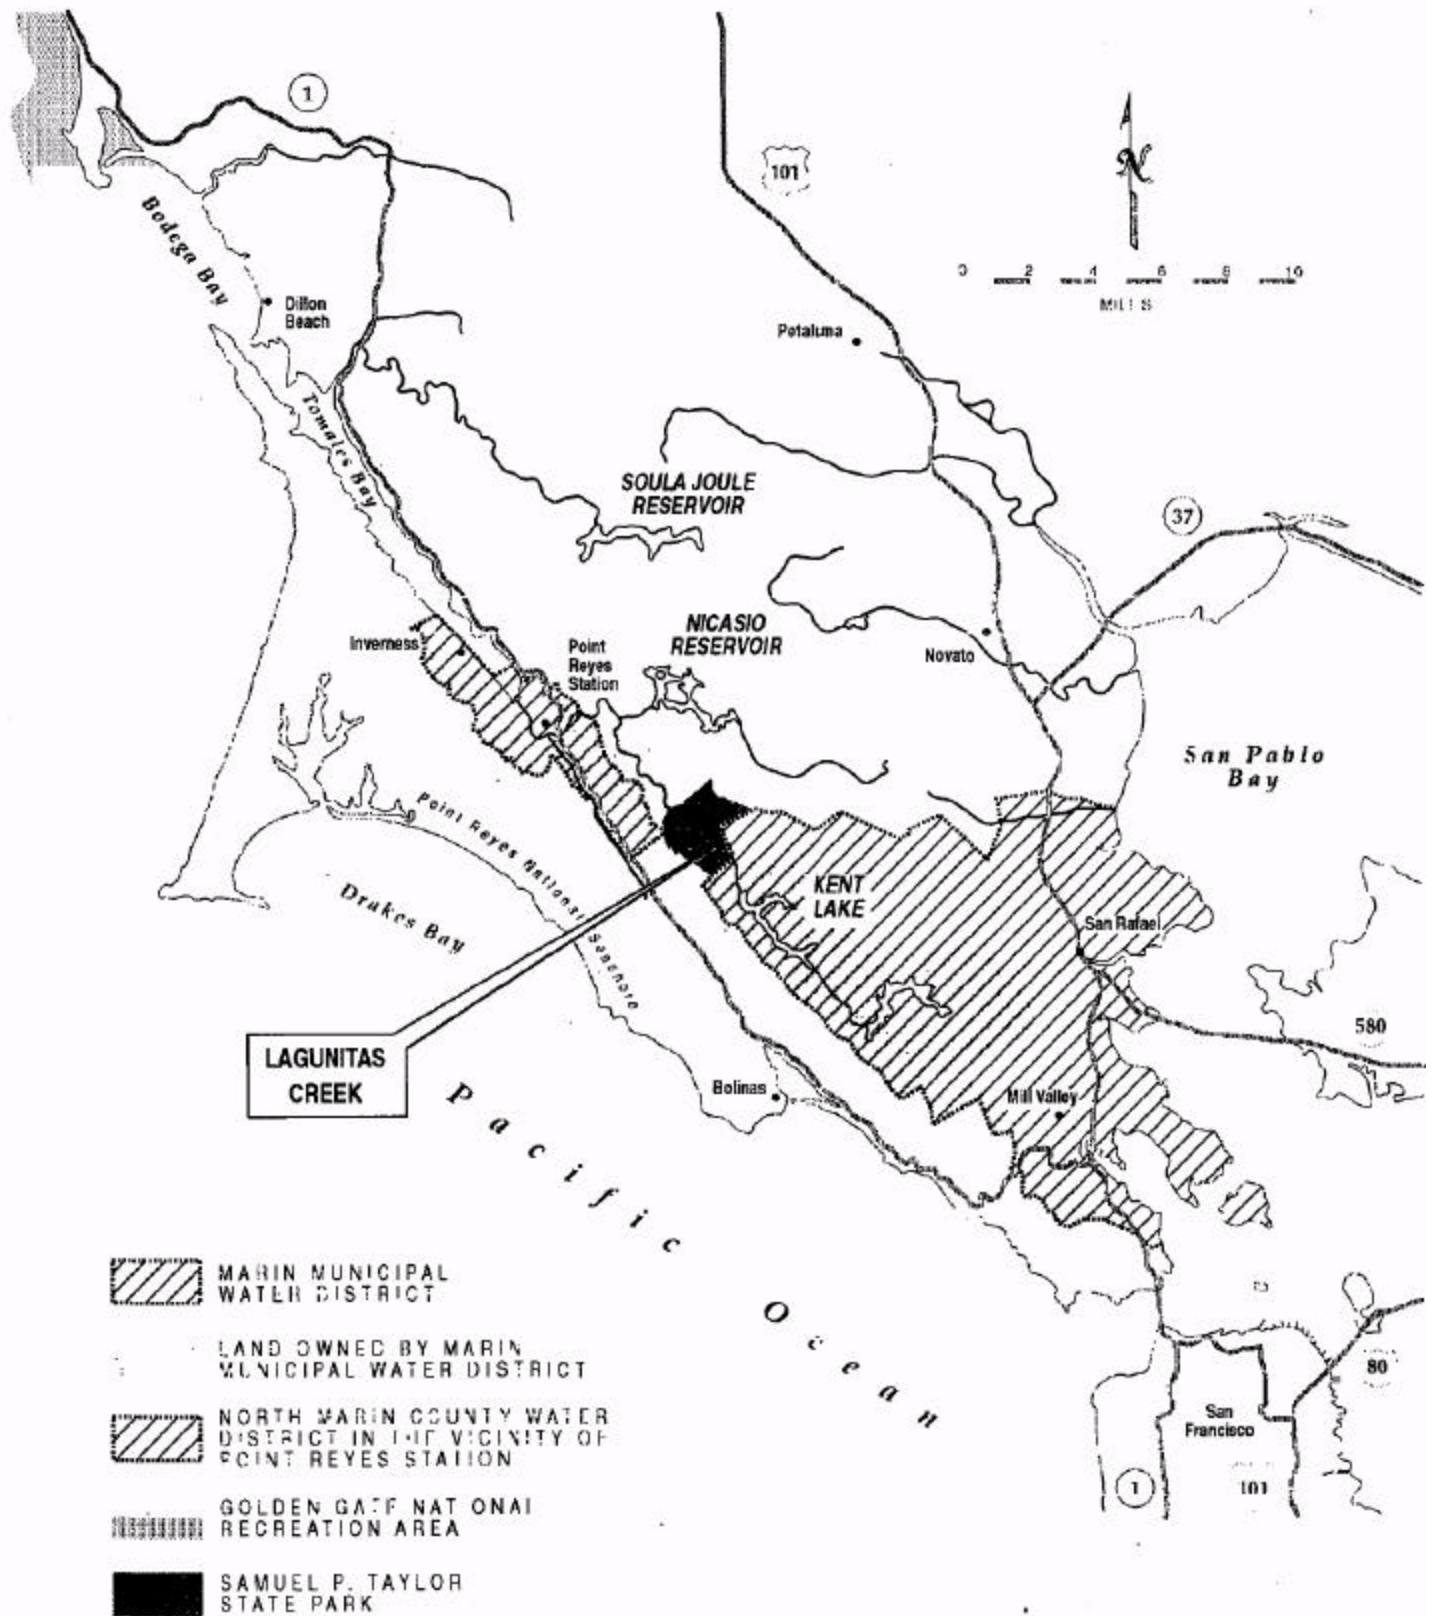 1
101
N
0 2 4 6 8 10
MILES
Bodega Bay
Dillon
Beach
Petaluma
Tomales Bay
SOULA JOULE
RESERVOIR
37
NICASIO
RESERVOIR
Inverness
Point
Reyes
Station
Novato
San Pablo
Bay
Point Reyes National Seashore
Drakes Bay
KENT
LAKE
San Rafael
580
LAGUNITAS
CREEK
Bolinas
Mill Valley
Pacific Ocean
80
San
Francisco
1
101
MARIN MUNICIPAL
WATER DISTRICT
LAND OWNED BY MARIN
MUNICIPAL WATER DISTRICT
NORTH MARIN COUNTY WATER
DISTRICT IN THE VICINITY OF
POINT REYES STATION
GOLDEN GATE NATIONAL
RECREATION AREA
SAMUEL P. TAYLOR
STATE PARK